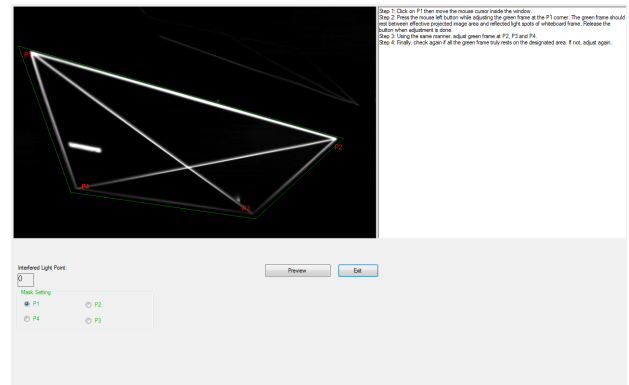 Step 1: Click on P1 then move the mouse cursor inside the window.
Step 2: Press the mouse left button while adjusting the green frame at the P1 corner. The green frame should
rest between effective projected image area and reflected light spots of whiteboard frame. Release the
button when adjustment is done.
Step 3: Using the same manner, adjust green frame at P2, P3 and P4.
Step 4: Finally, check again if all the green frame truly rests on the designated area. If not, adjust again.
P1
P2
P4
P3
Interfered Light Point:
0
Preview
Exit
Mask Setting
P1
P2
P4
P3